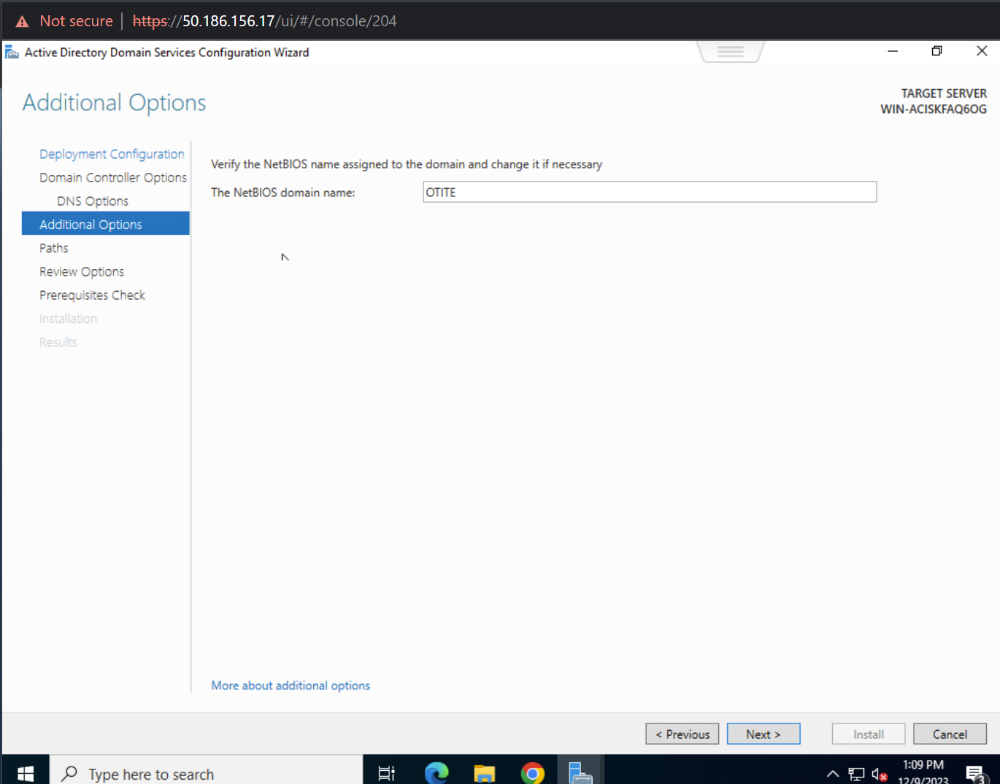 Not secure
https://50.186.156.17/ui/#/console/204
Active Directory Domain Services Configuration Wizard
Additional Options
TARGET SERVER
WIN-ACISKFAQ6OG
Deployment Configuration
Domain Controller Options
DNS Options
Additional Options
Paths
Review Options
Prerequisites Check
Installation
Results
Verify the NetBIOS name assigned to the domain and change it if necessary
The NetBIOS domain name:
OTITE
More about additional options
< Previous
Next >
Install
Cancel
Type here to search
1:09 PM
12/9/2023
3